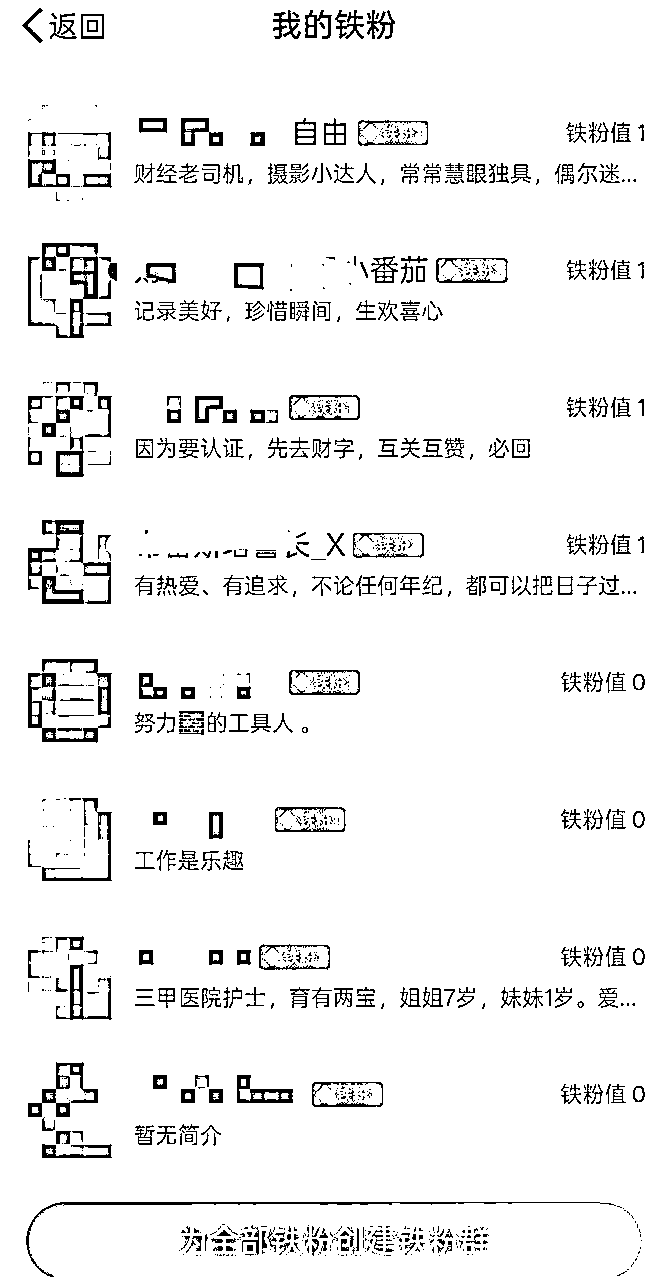 返回 我的铁粉
自由 铁粉 铁粉值 1
财经老司机，摄影小达人，常常慧眼独具，偶尔迷...
小番茄 铁粉 铁粉值 1
记录美好，珍惜瞬间，生欢喜心
铁粉 铁粉值 1
因为要认证，先去财字，互关互赞，必回
长_X 铁粉 铁粉值 1
有热爱、有追求，不论任何年纪，都可以把日子过...
铁粉 铁粉值 0
努力的工具人。
铁粉 铁粉值 0
工作是乐趣
铁粉 铁粉值 0
三甲医院护士，育有两宝，姐姐7岁，妹妹1岁。爱...
铁粉 铁粉值 0
暂无简介
为全部铁粉创建铁粉群